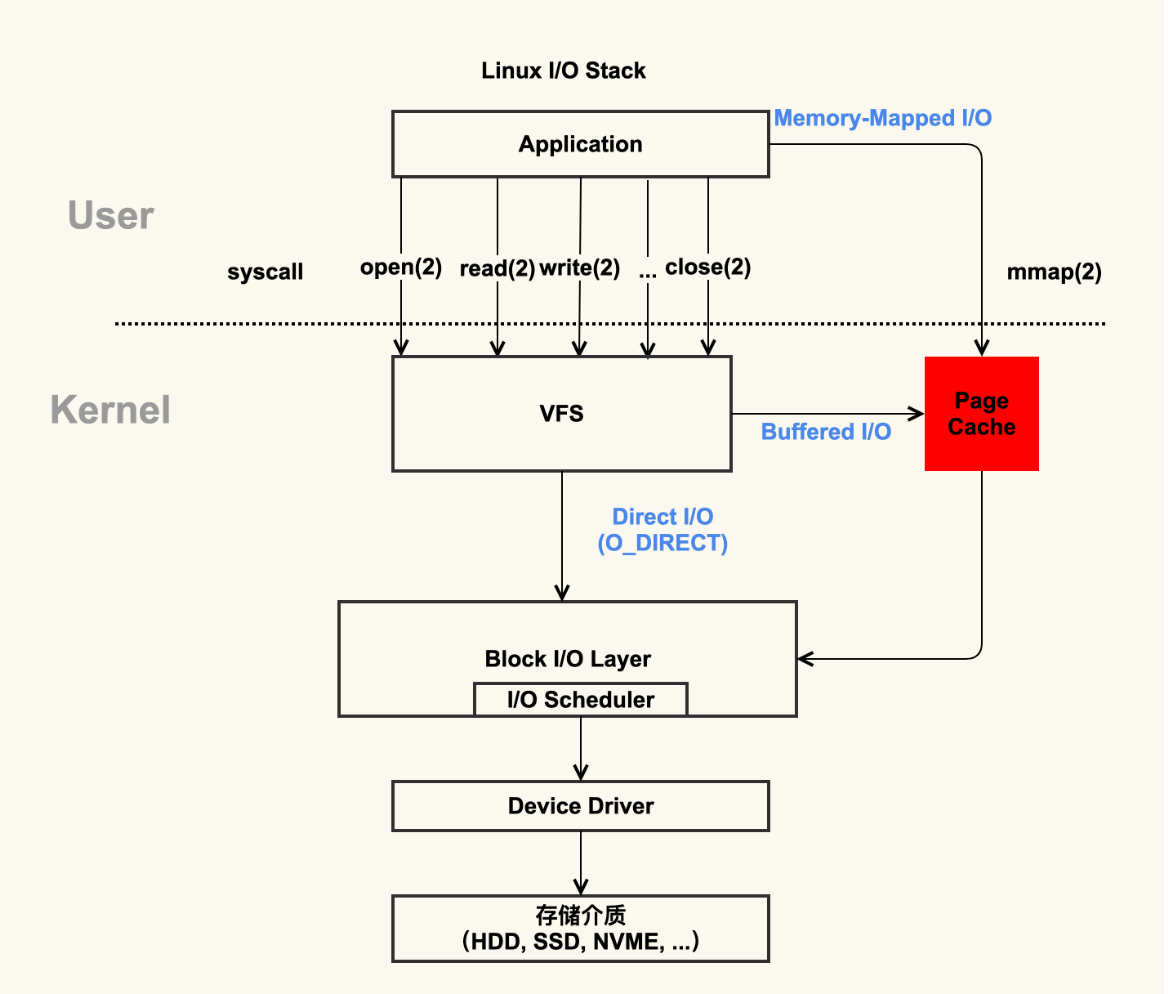 Linux I/O Stack
Memory-Mapped I/O
Application
User
syscall
open(2)
read(2)
write(2)
...
close(2)
mmap(2)
Kernel
VFS
Buffered I/O
Page
Cache
Direct I/O
(O_DIRECT)
Block I/O Layer
I/O Scheduler
Device Driver
存储介质
（HDD, SSD, NVME, ...）